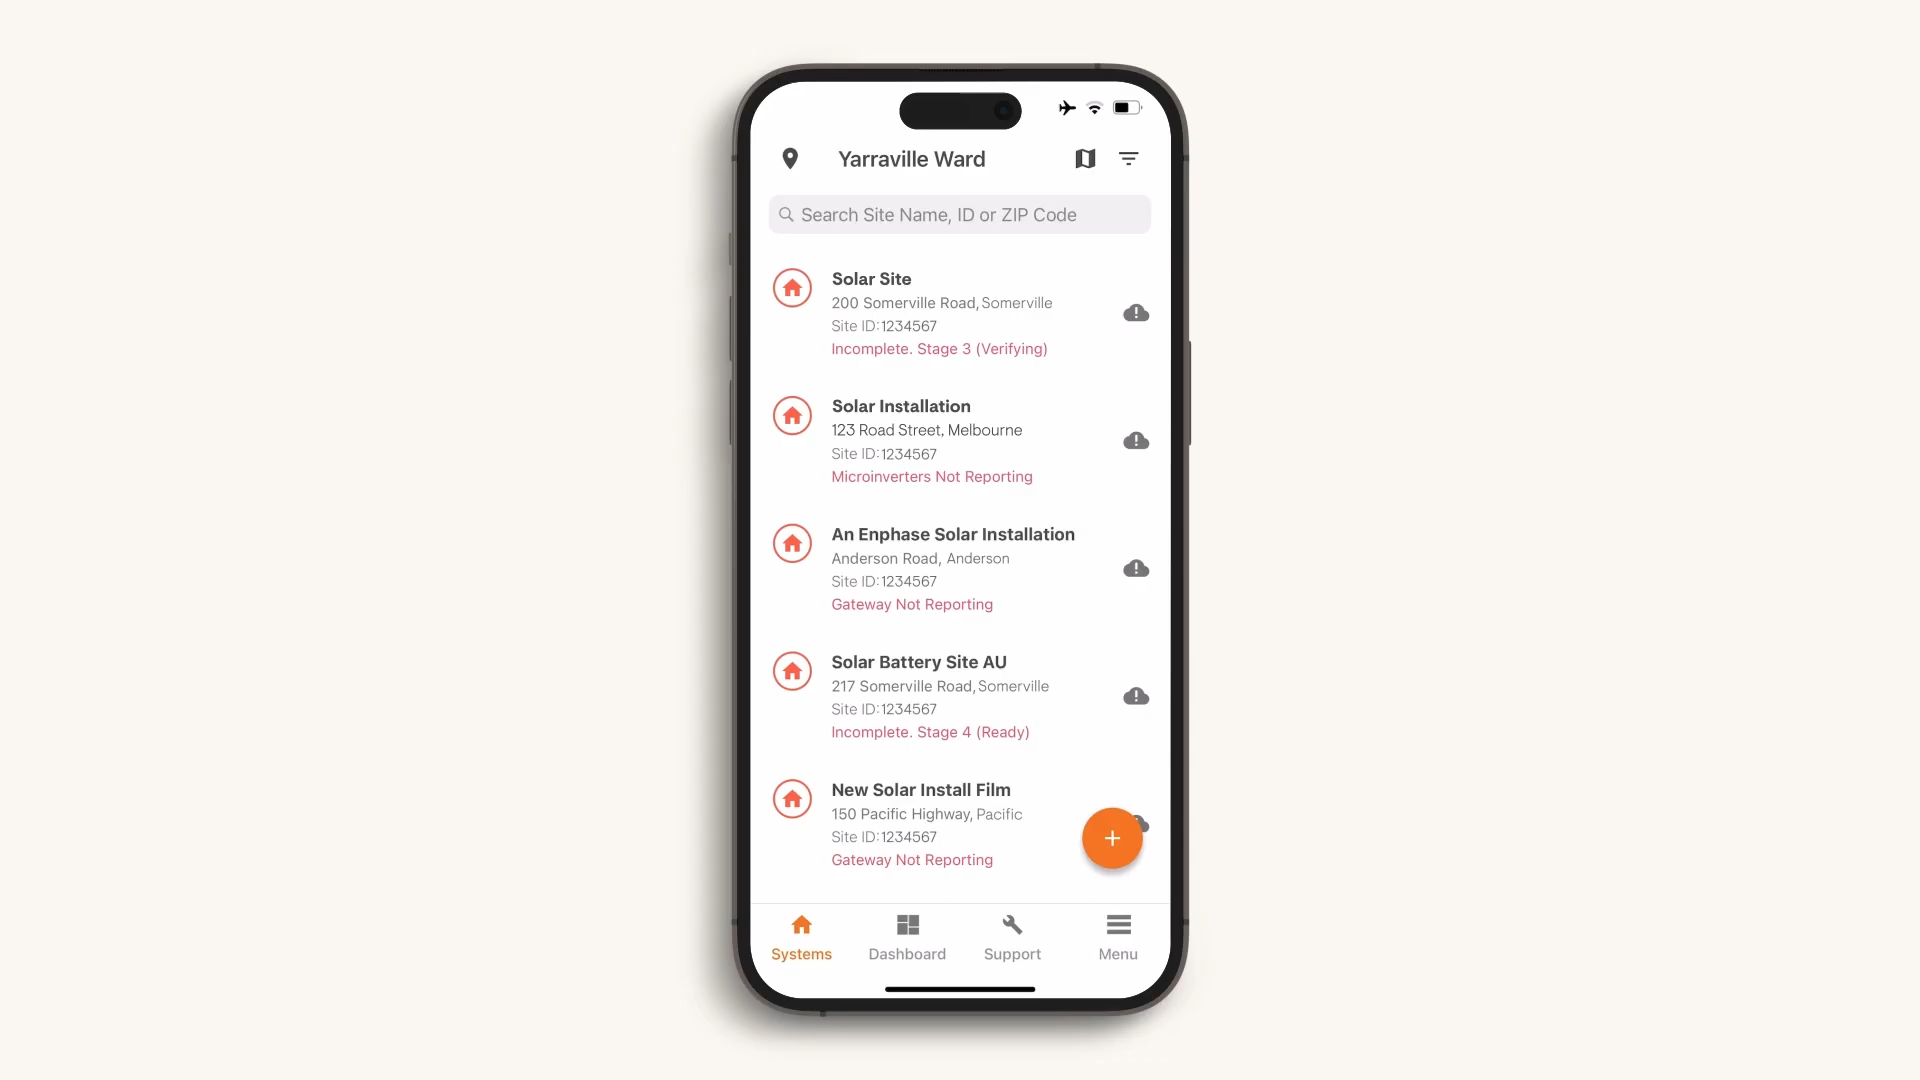 Yarraville Ward
Search Site Name, ID or ZIP Code
Solar Site
200 Somerville Road, Somerville
Site ID: 1234567
Incomplete. Stage 3 (Verifying)
Solar Installation
123 Road Street, Melbourne
Site ID: 1234567
Microinverters Not Reporting
An Enphase Solar Installation
Anderson Road, Anderson
Site ID: 1234567
Gateway Not Reporting
Solar Battery Site AU
217 Somerville Road, Somerville
Site ID: 1234567
Incomplete. Stage 4 (Ready)
New Solar Install Film
150 Pacific Highway, Pacific
Site ID: 1234567
Gateway Not Reporting
Systems Dashboard Support Menu